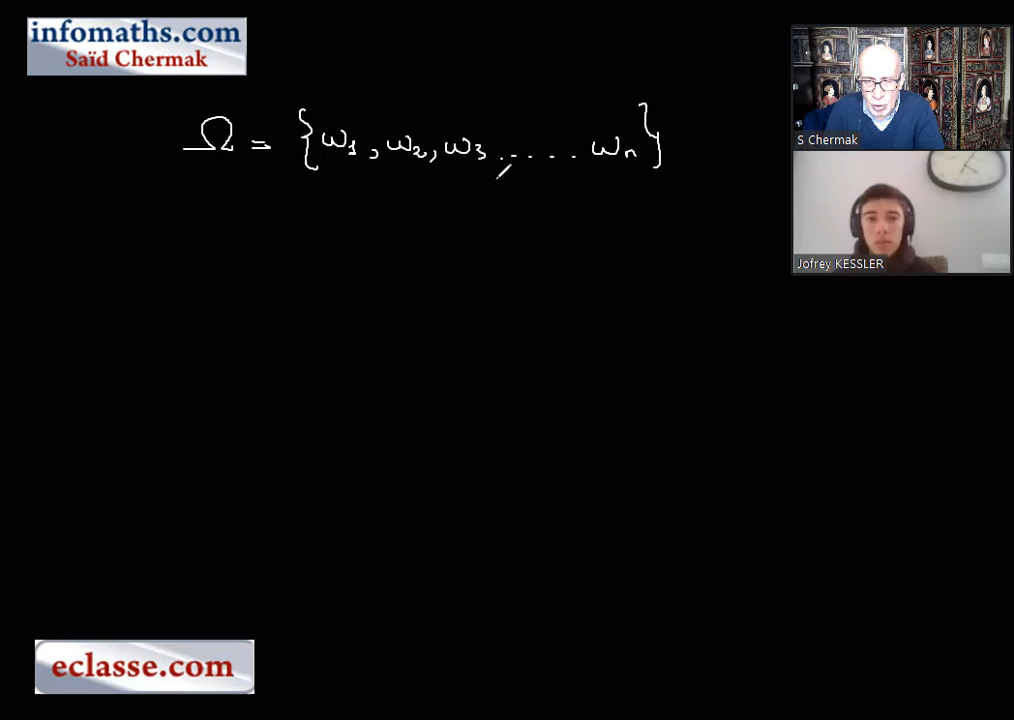 infomaths.com
Saïd Chermak
Ω = {ω1, ω2, ω3, .... ωn}
S Chermak
Jofrey KESSLER
eclasse.com